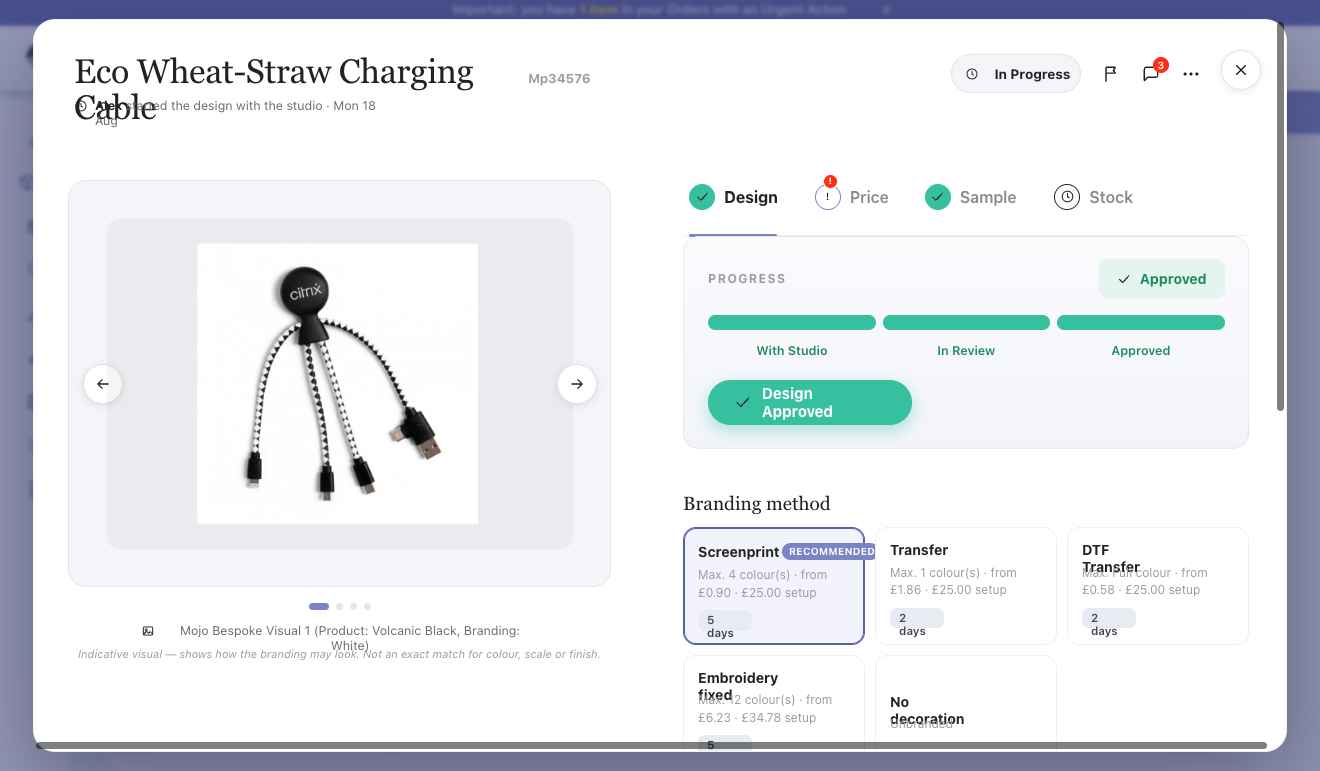 Important: you have 1 item in your Orders with an Urgent Action
Eco Wheat-Straw Charging
Cable
Mp34576
Alex started the design with the studio · Mon 18
Aug
In Progress
3
Design
!
!
Price
Sample
Stock
PROGRESS
Approved
With Studio
In Review
Approved
Design
Approved
citrix
Mojo Bespoke Visual 1 (Product: Volcanic Black, Branding:
White)
Indicative visual — shows how the branding may look. Not an exact match for colour, scale or finish.
Branding method
Screenprint
RECOMMENDED
Max. 4 colour(s) · from
£0.90 · £25.00 setup
5
days
Transfer
Max. 1 colour(s) · from
£1.86 · £25.00 setup
2
days
DTF
Transfer
Max. Full colour · from
£0.58 · £25.00 setup
2
days
Embroidery
fixed
Max. 12 colour(s) · from
£6.23 · £34.78 setup
5
No
decoration
Unbranded